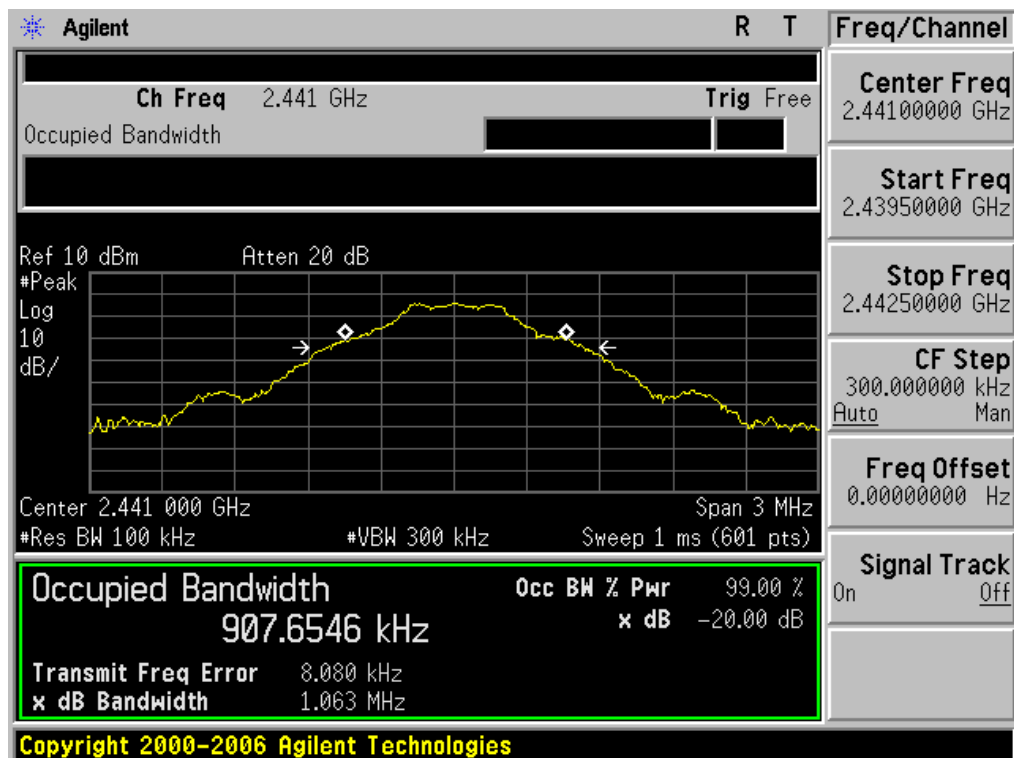 Agilent R T
Ch Freq 2.441 GHz Trig Free
Occupied Bandwidth
Ref 10 dBm Atten 20 dB
#Peak
Log
10
dB/
Center 2.441 000 GHz Span 3 MHz
#Res BW 100 kHz #VBW 300 kHz Sweep 1 ms (601 pts)
Occupied Bandwidth
907.6546 kHz
Occ BW % Pwr 99.00 %
x dB -20.00 dB
Transmit Freq Error 8.080 kHz
x dB Bandwidth 1.063 MHz
Copyright 2000-2006 Agilent Technologies
Freq/Channel
Center Freq
2.44100000 GHz
Start Freq
2.43950000 GHz
Stop Freq
2.44250000 GHz
CF Step
300.000000 kHz
Auto Man
Freq Offset
0.00000000 Hz
Signal Track
On Off